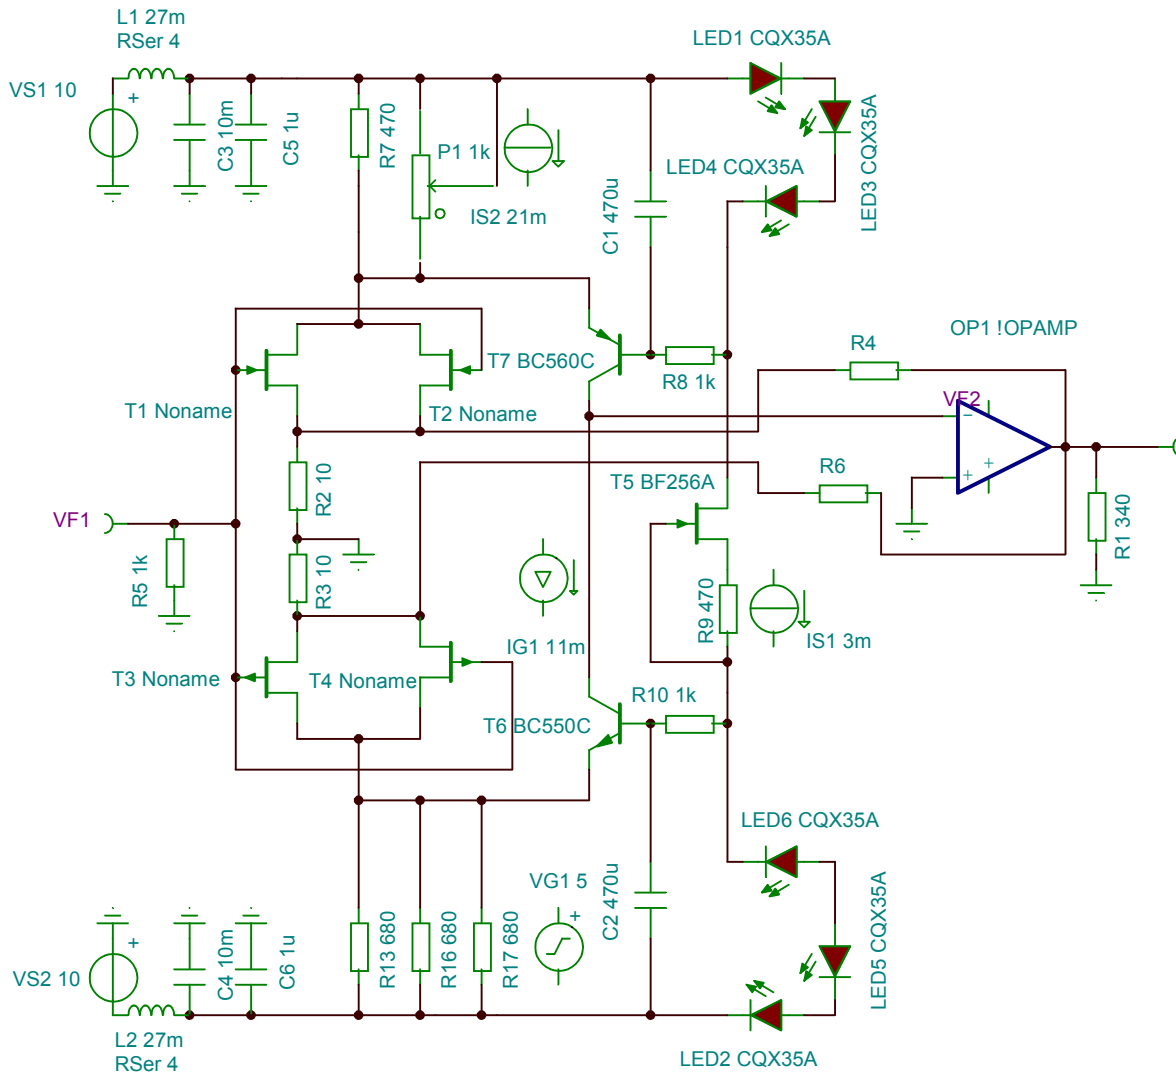 L1 27m
RSer 4
VS1 10
C3 10m
C5 1u
R7 470
P1 1k
IS2 21m
C1 470u
LED1 CQX35A
LED3 CQX35A
LED4 CQX35A
T1 Noname
T2 Noname
T7 BC560C
R8 1k
R4
OP1 !OPAMP
VF2
R6
R1 340
VF1
R5 1k
R2 10
R3 10
T5 BF256A
R9 470
IS1 3m
IG1 11m
T3 Noname
T4 Noname
T6 BC550C
R10 1k
LED6 CQX35A
LED5 CQX35A
LED2 CQX35A
VG1 5
C2 470u
R13 680
R16 680
R17 680
VS2 10
C4 10m
C6 1u
L2 27m
RSer 4